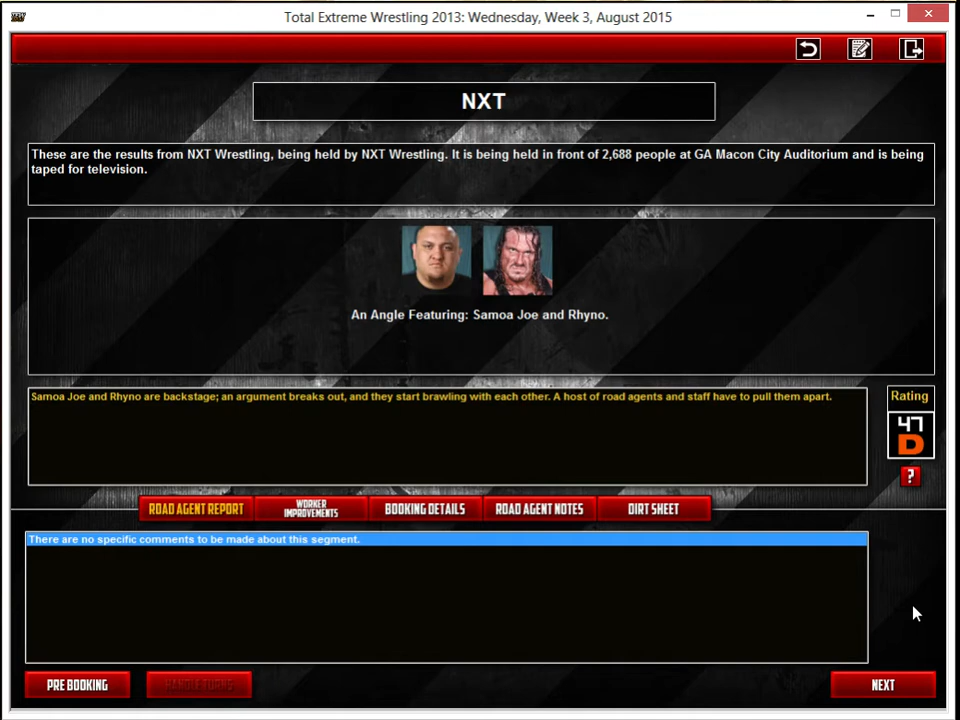 Total Extreme Wrestling 2013: Wednesday, Week 3, August 2015
NXT
These are the results from NXT Wrestling, being held by NXT Wrestling. It is being held in front of 2,688 people at GA Macon City Auditorium and is being
taped for television.
An Angle Featuring: Samoa Joe and Rhyno.
Samoa Joe and Rhyno are backstage; an argument breaks out, and they start brawling with each other. A host of road agents and staff have to pull them apart.
Rating
47
D
?
ROAD AGENT REPORT
WORKER
IMPROVEMENTS
BOOKING DETAILS
ROAD AGENT NOTES
DIRT SHEET
There are no specific comments to be made about this segment.
PRE BOOKING
HANDLE TURNS
NEXT